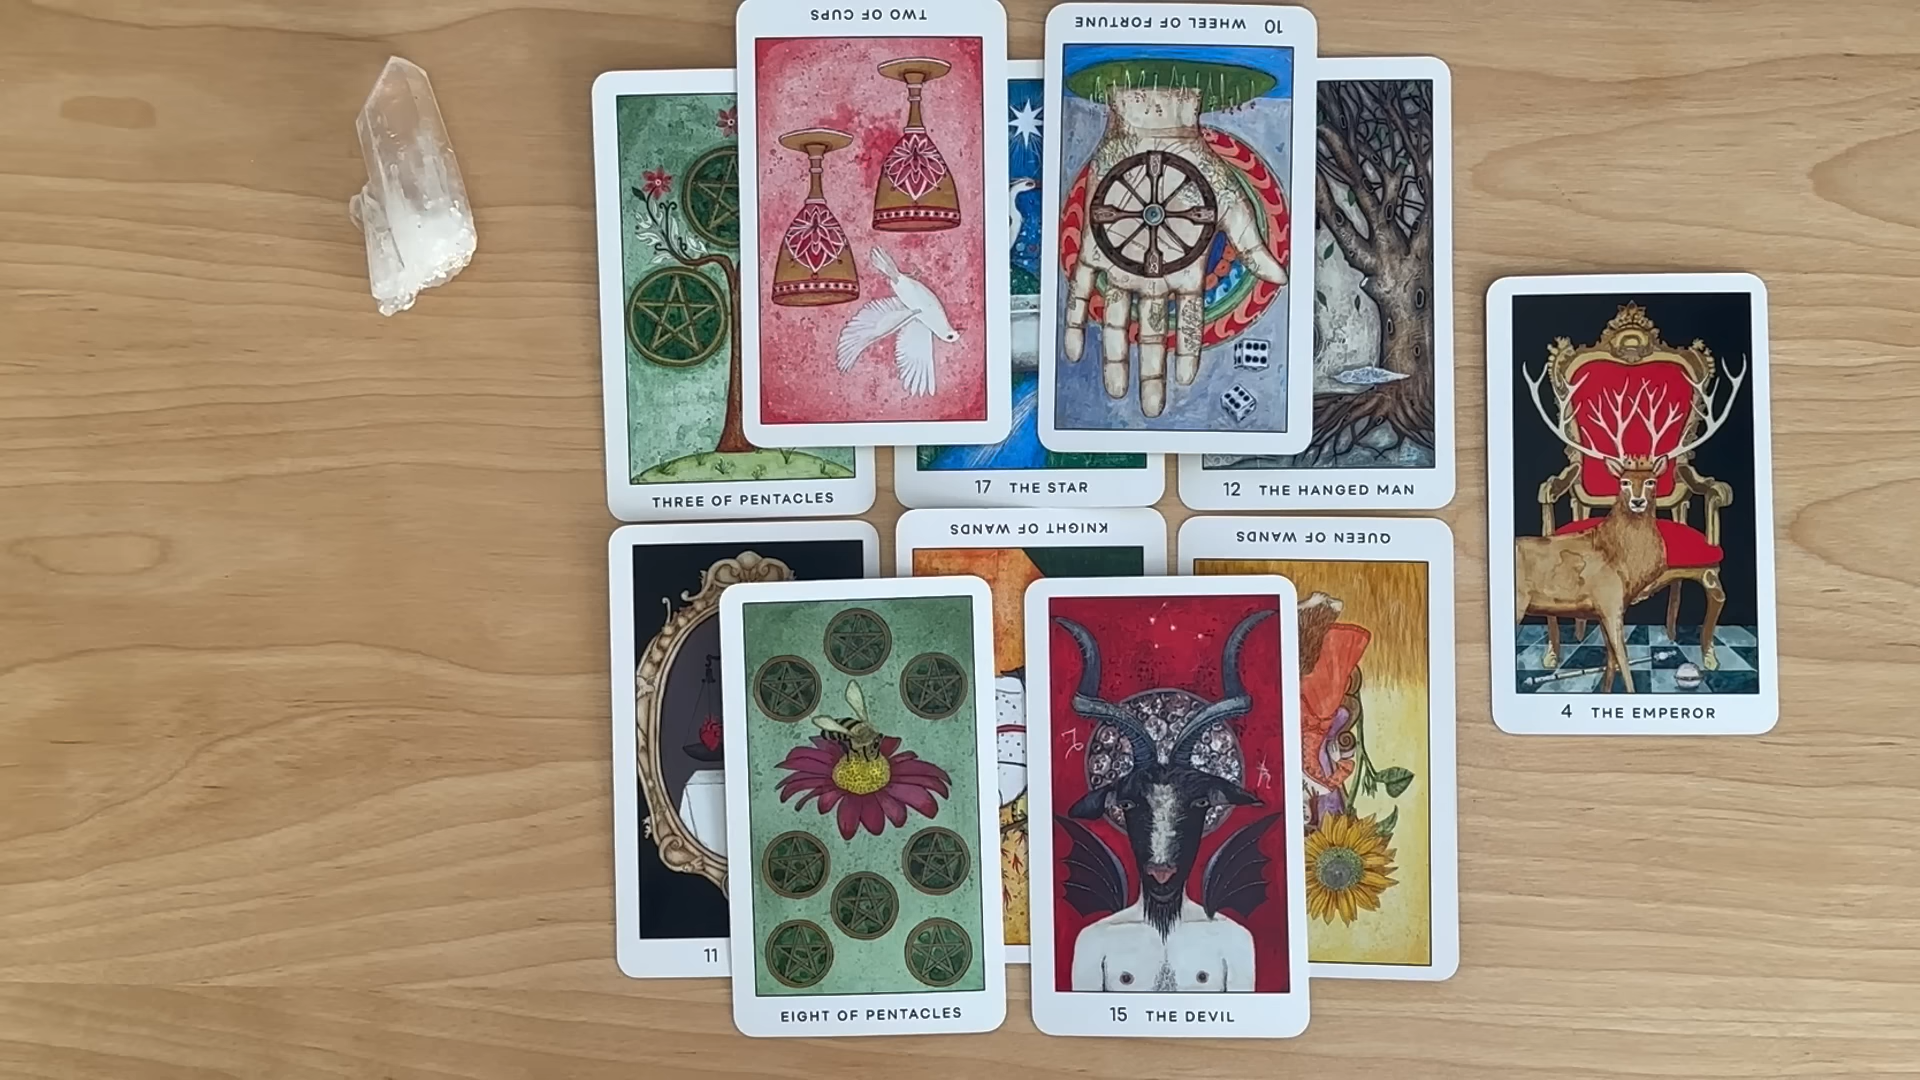 TWO OF CUPS
10 WHEEL OF FORTUNE
THREE OF PENTACLES
17 THE STAR
12 THE HANGED MAN
KNIGHT OF WANDS
QUEEN OF WANDS
4 THE EMPEROR
11
EIGHT OF PENTACLES
15 THE DEVIL